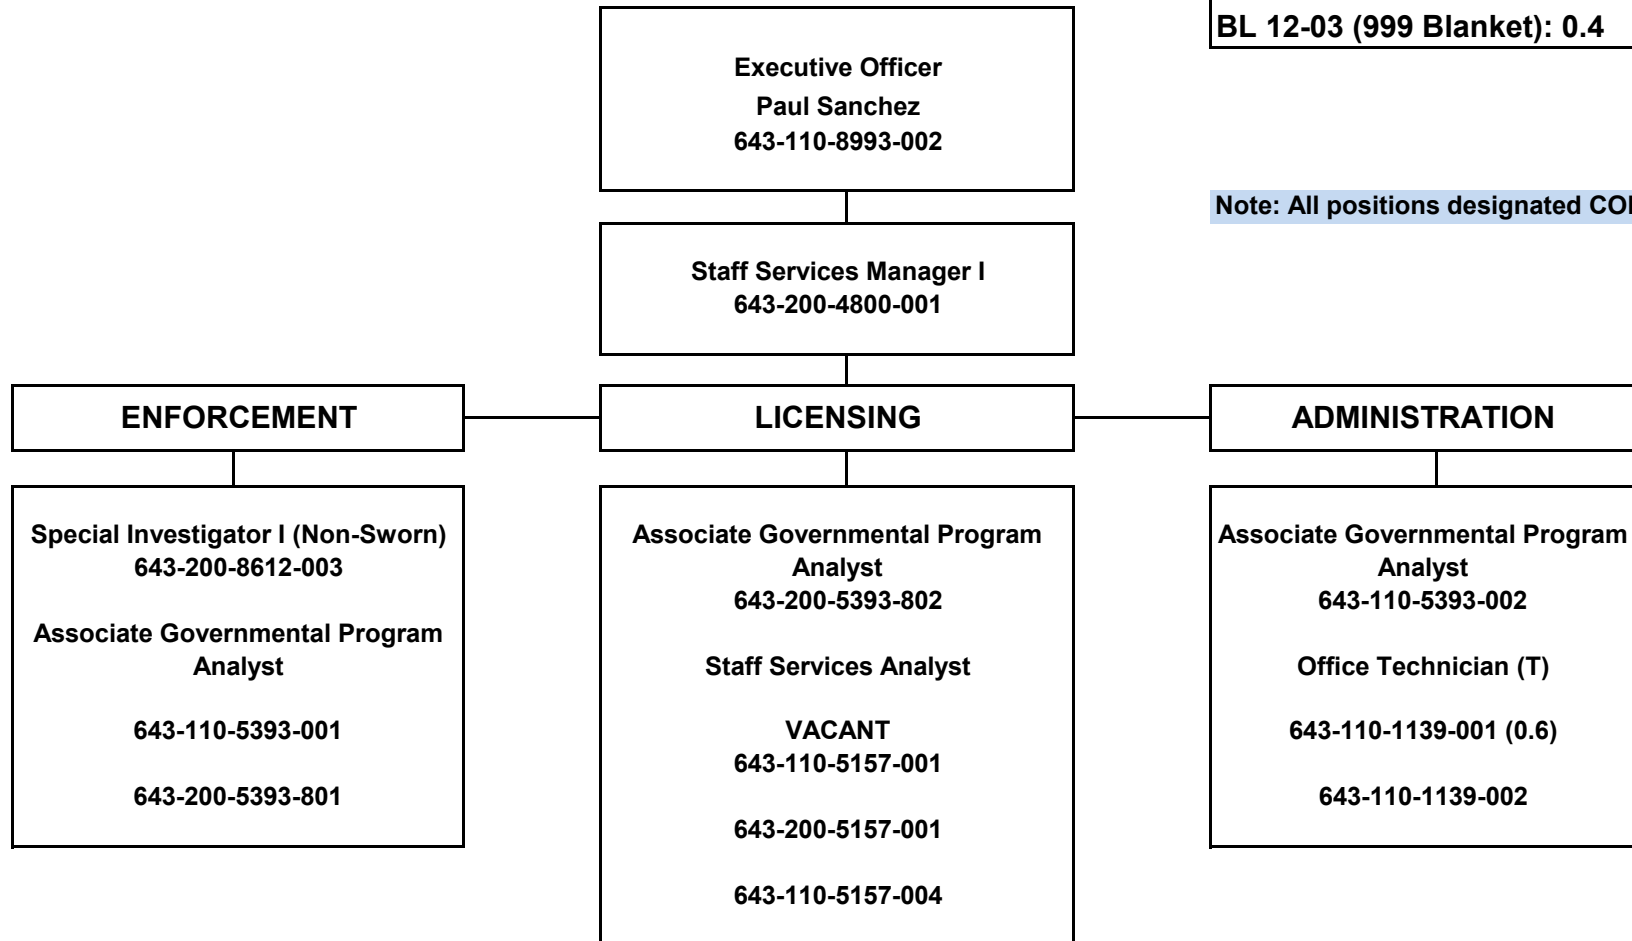 BL 12-03 (999 Blanket): 0.4
Executive Officer
Paul Sanchez
643-110-8993-002
Note: All positions designated
Staff Services Manager I
643-200-4800-001
ENFORCEMENT
LICENSING
ADMINISTRATION
Special Investigator I (Non-Sworn)
643-200-8612-003
Associate Governmental Program
Analyst
643-110-5393-001
643-200-5393-801
Associate Governmental Program
Analyst
643-200-5393-802
Staff Services Analyst
VACANT
643-110-5157-001
643-200-5157-001
643-110-5157-004
Associate Governmental Program
Analyst
643-110-5393-002
Office Technician (T)
643-110-1139-001 (0.6)
643-110-1139-002